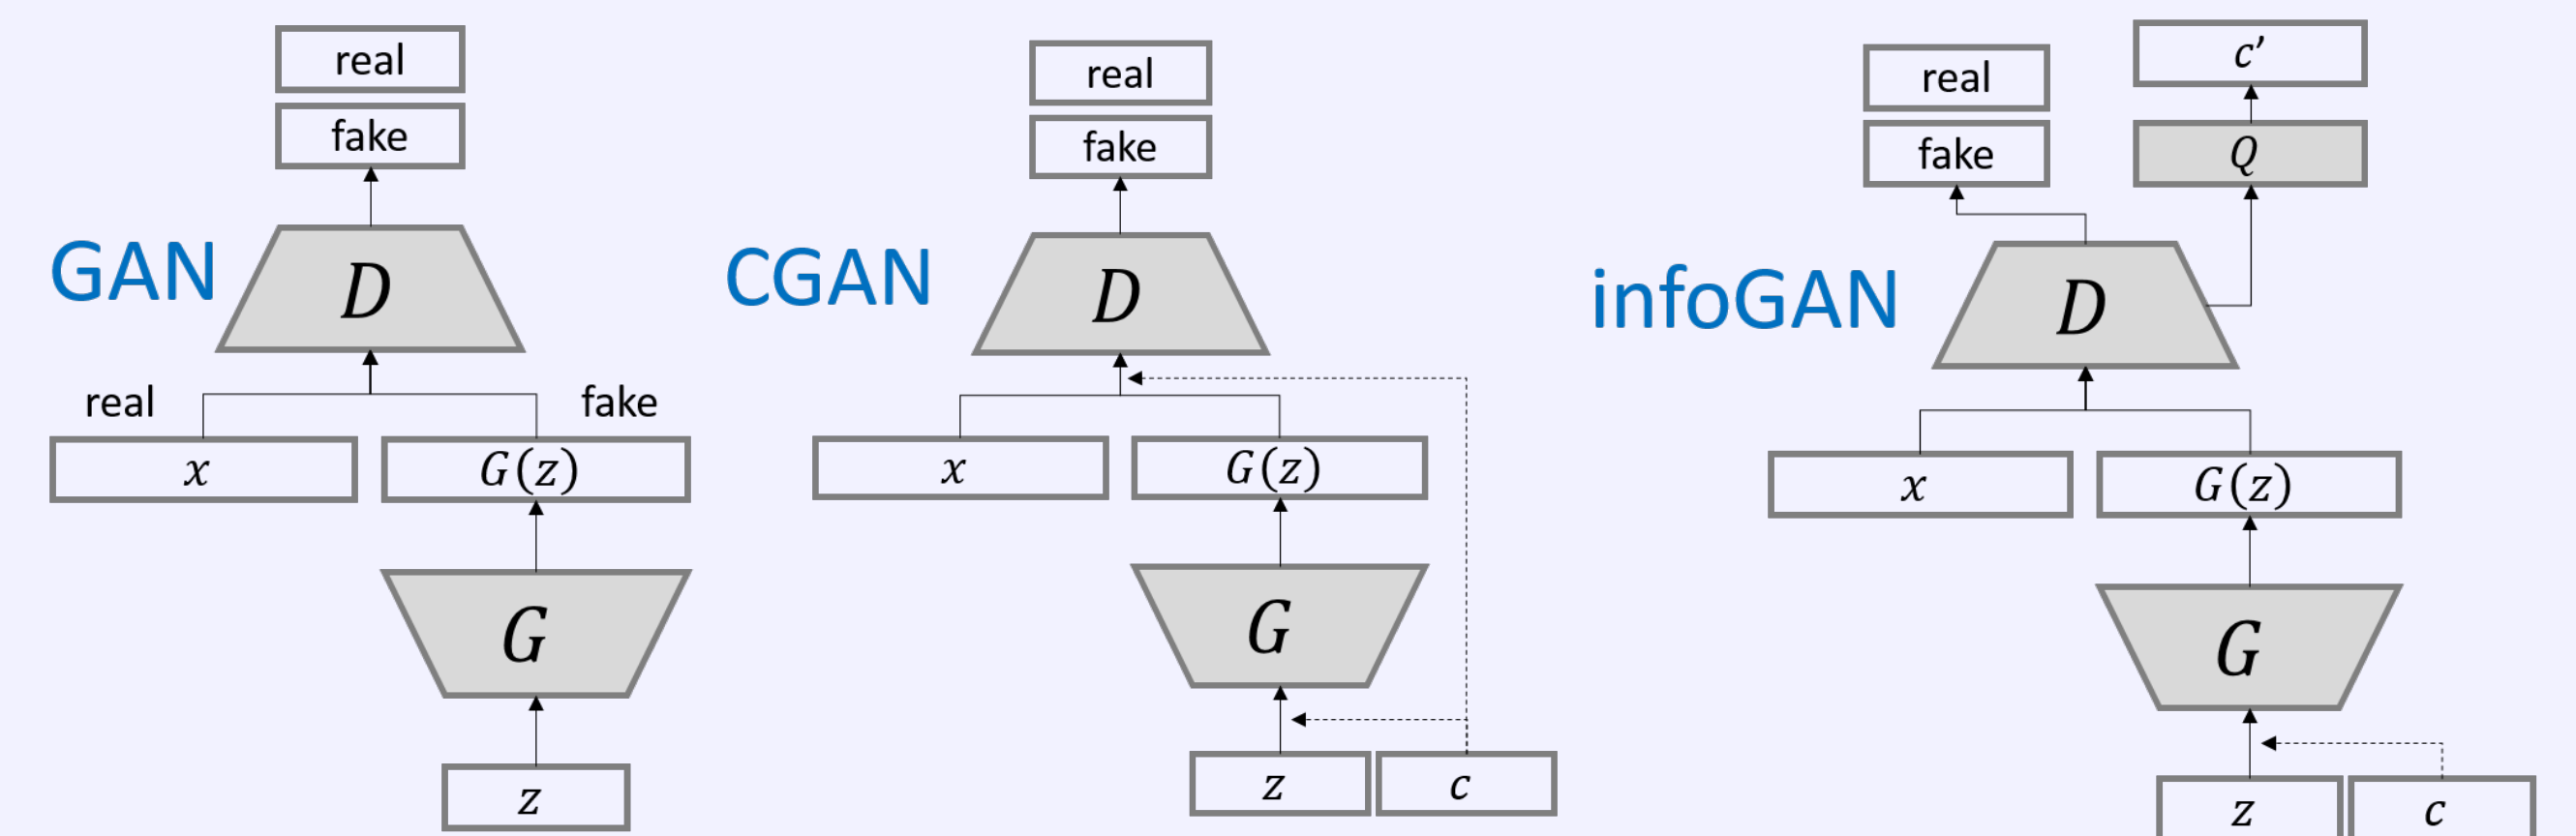 real
fake
GAN
D
real
fake
x
G(z)
G
z
real
fake
CGAN
D
x
G(z)
G
z
c
real
fake
c′
Q
infoGAN
D
x
G(z)
G
z
c